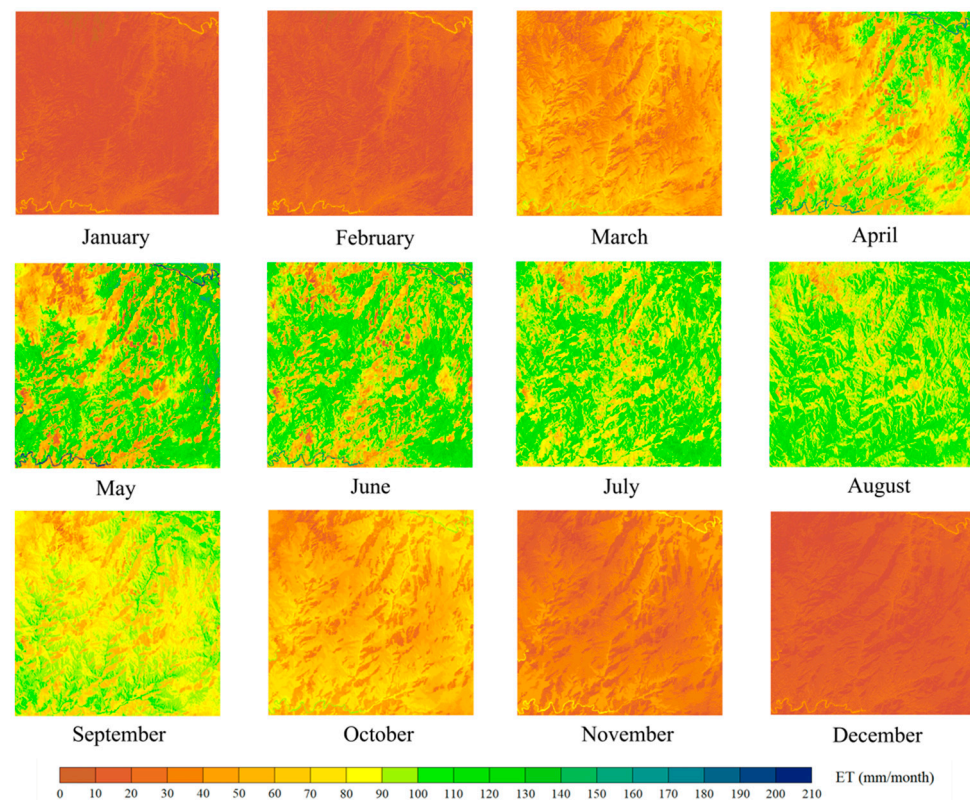 January February March April
May June July August
September October November December
ET (mm/month)
0 10 20 30 40 50 60 70 80 90 100 110 120 130 140 150 160 170 180 190 200 210